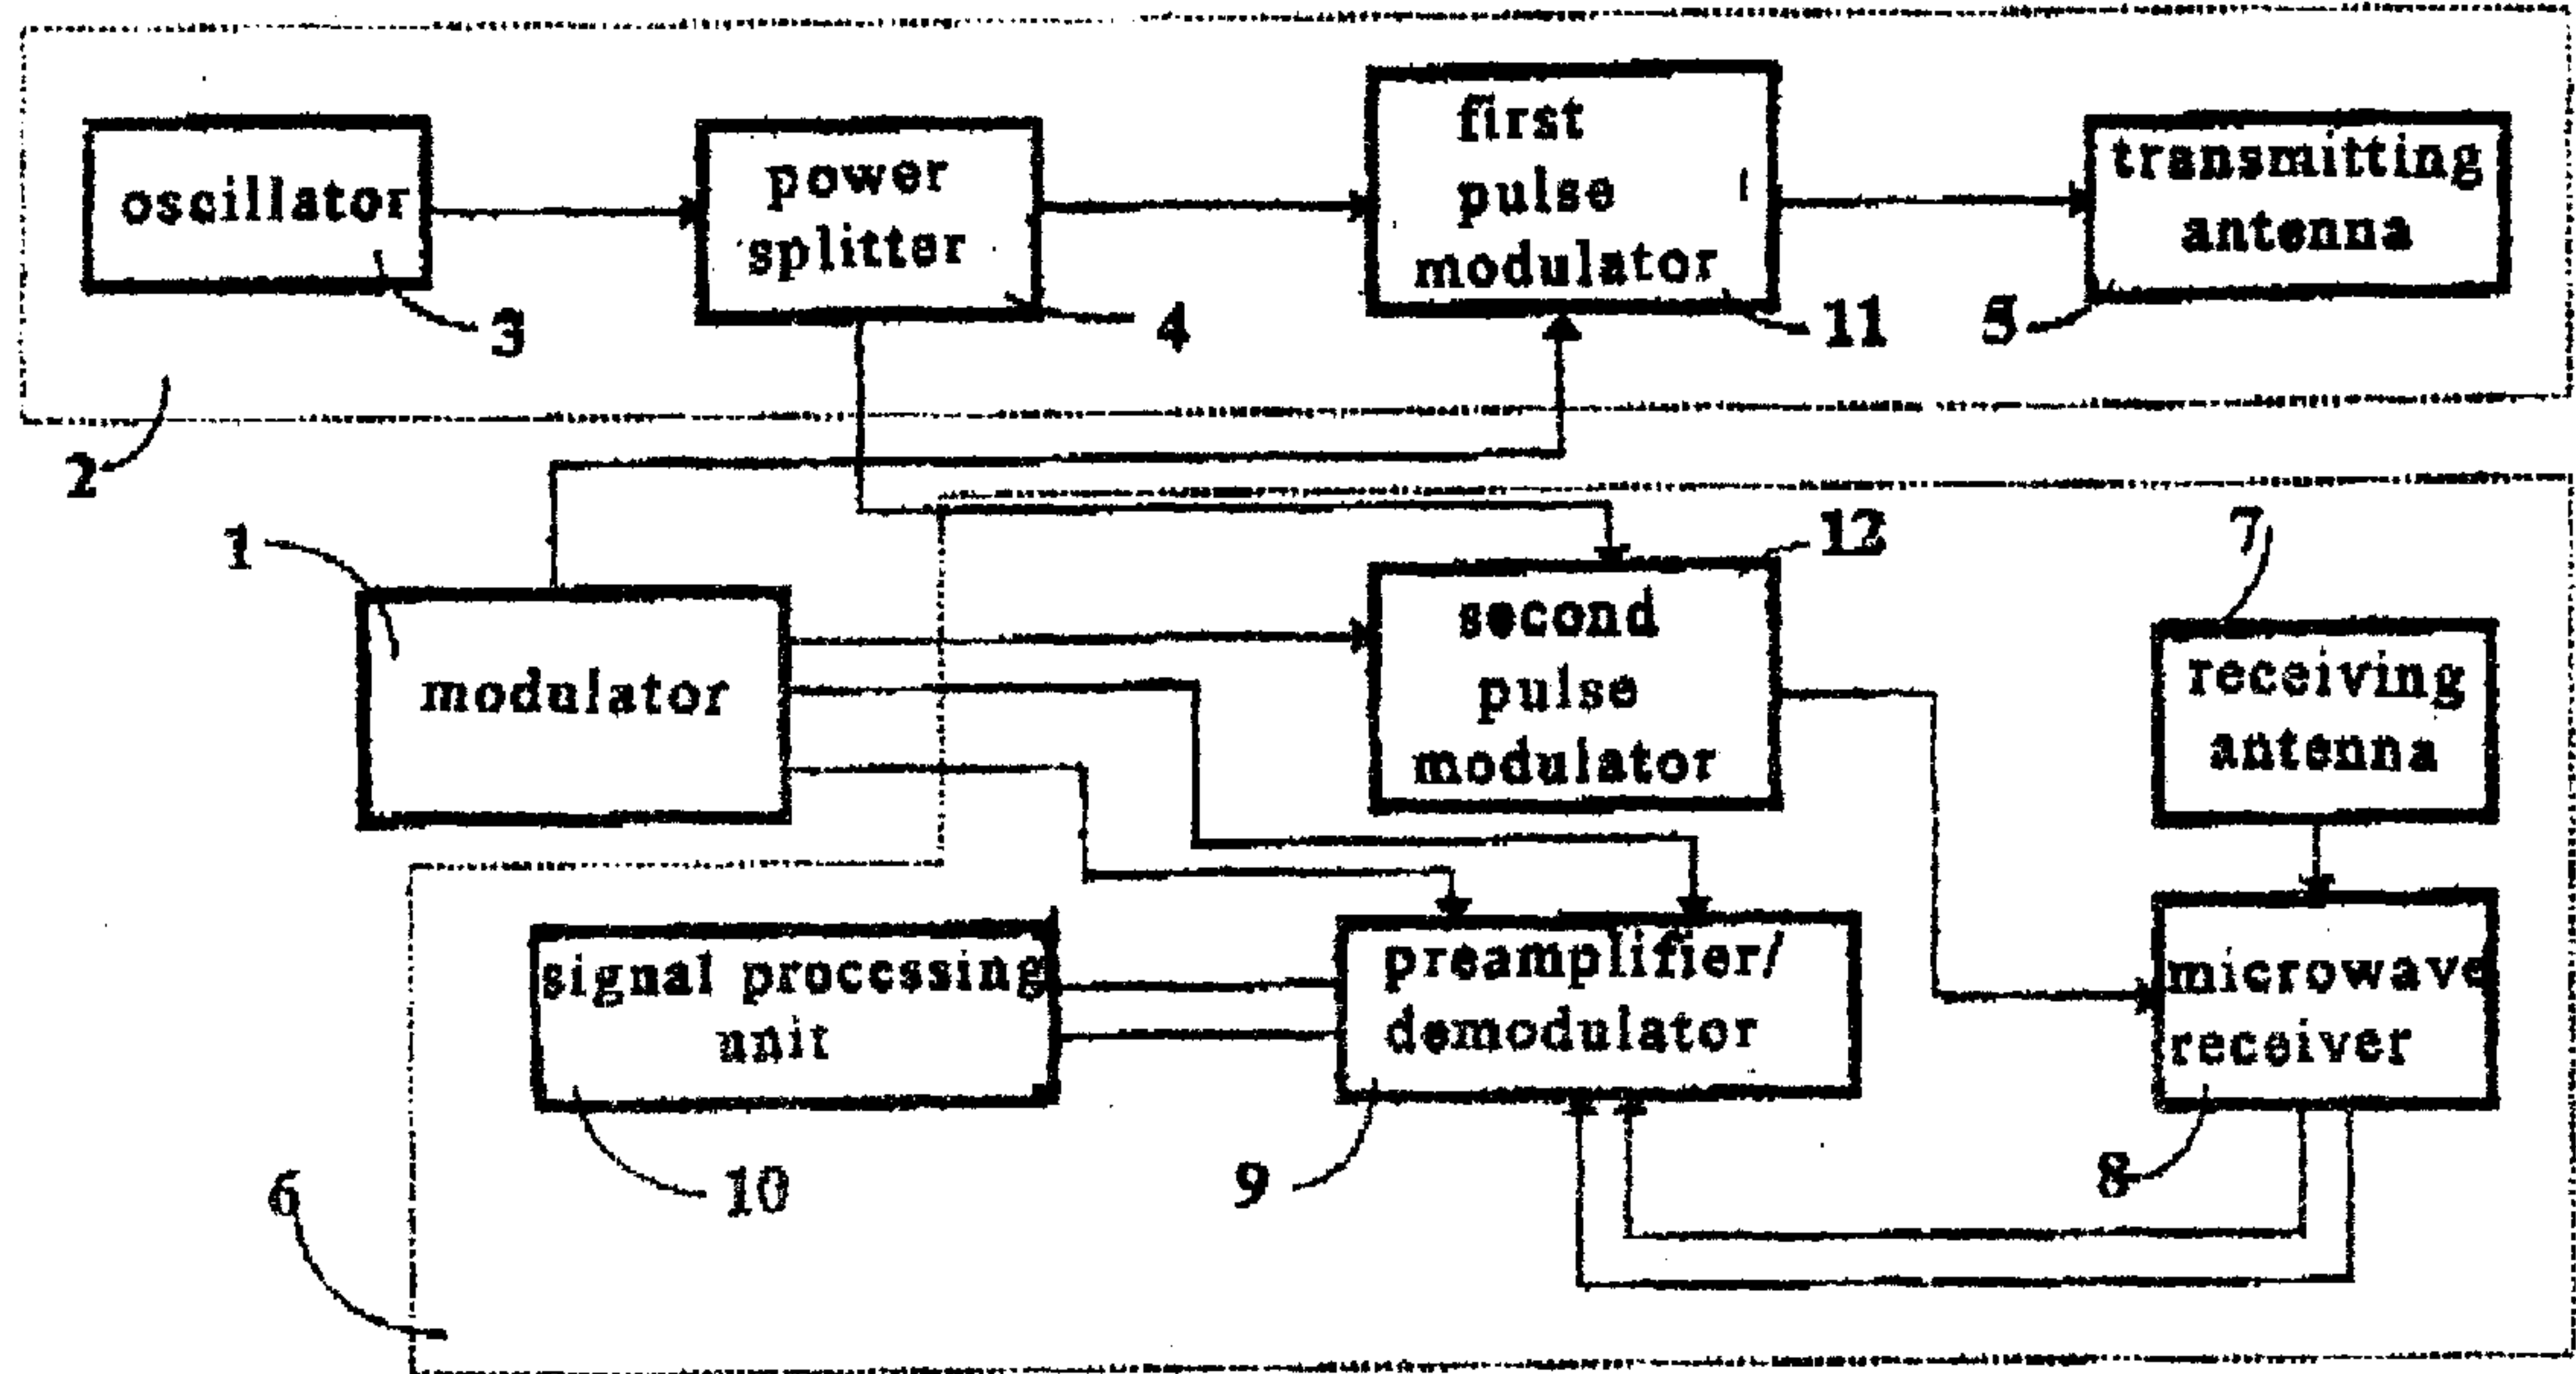 oscillator
3
power
splitter
4
first
pulse
modulator
11
transmitting
antenna
5
2
1
modulator
second
pulse
modulator
12
7
receiving
antenna
signal processing
unit
10
preamplifier/
demodulator
9
microwave
receiver
8
6